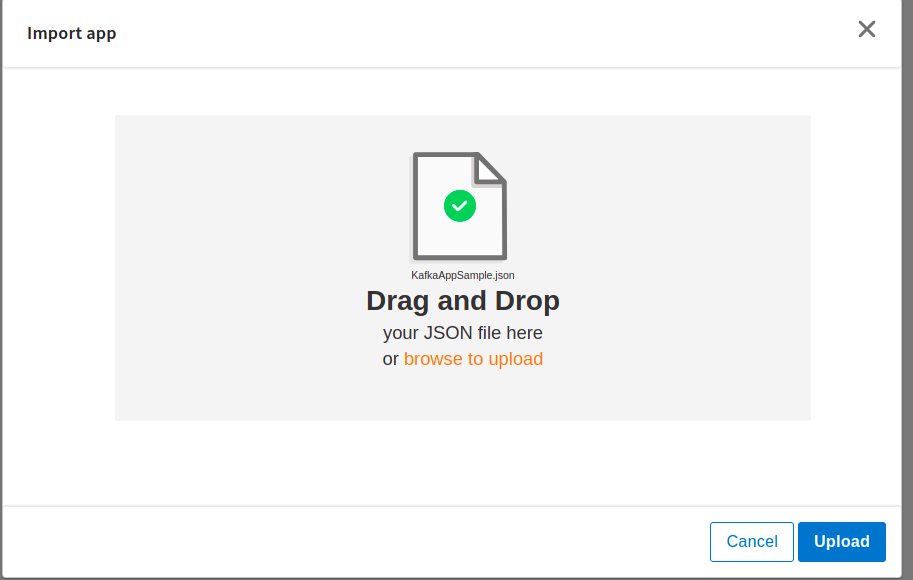 Import app
KafkaAppSample.json
Drag and Drop
your JSON file here
or browse to upload
Cancel
Upload